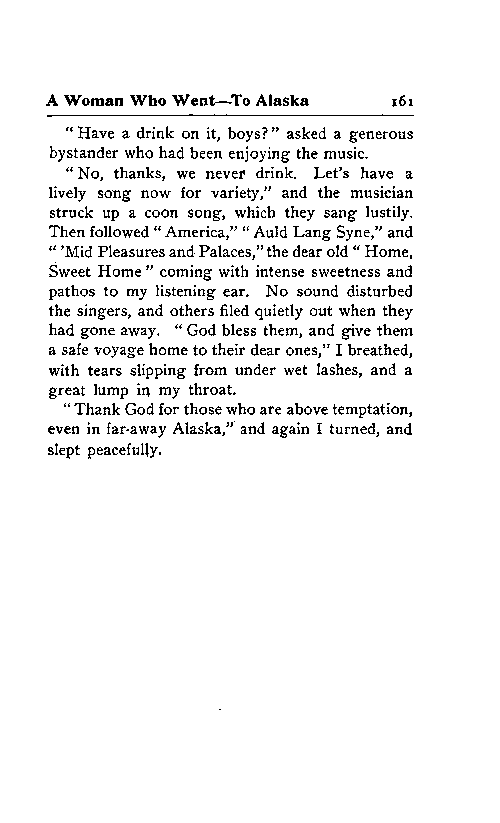 A Woman Who Went—To Alaska 161
“ Have a drink on it, boys? ” asked a generous
bystander who had been enjoying the music.
“ No, thanks, we never drink. Let’s have a
lively song now for variety,” and the musician
struck up a coon song, which they sang lustily.
Then followed “ America,” “ Auld Lang Syne,” and
“ ’Mid Pleasures and Palaces,” the dear old “ Home,
Sweet Home ” coming with intense sweetness and
pathos to my listening ear. No sound disturbed
the singers, and others filed quietly out when they
had gone away. “ God bless them, and give them
a safe voyage home to their dear ones,” I breathed,
with tears slipping from under wet lashes, and a
great lump in my throat.
“ Thank God for those who are above temptation,
even in far-away Alaska,” and again I turned, and
slept peacefully.